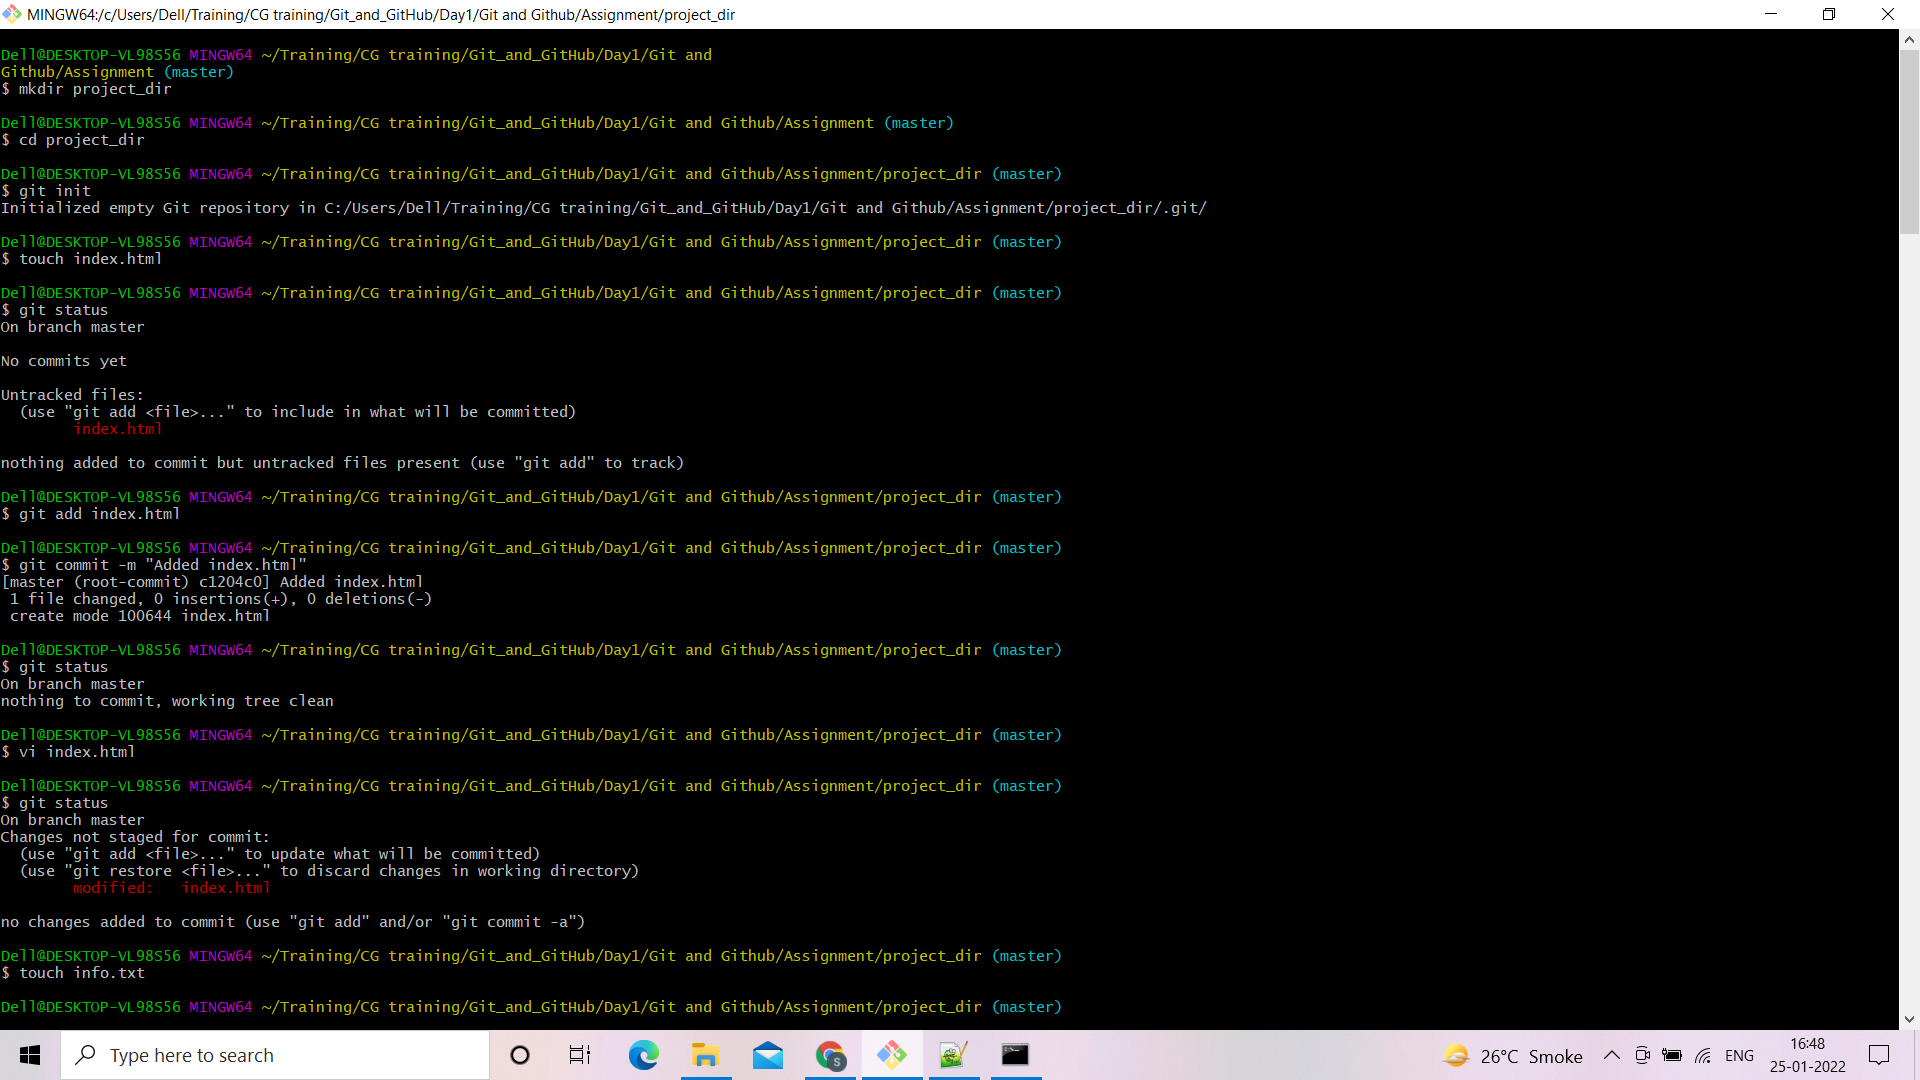 MINGW64:/c/Users/Dell/Training/CG training/Git_and_GitHub/Day1/Git and Github/Assignment/project_dir
Dell@DESKTOP-VL98S56 MINGW64 ~/Training/CG training/Git_and_GitHub/Day1/Git and
Github/Assignment (master)
$ mkdir project_dir
Dell@DESKTOP-VL98S56 MINGW64 ~/Training/CG training/Git_and_GitHub/Day1/Git and Github/Assignment (master)
$ cd project_dir
Dell@DESKTOP-VL98S56 MINGW64 ~/Training/CG training/Git_and_GitHub/Day1/Git and Github/Assignment/project_dir (master)
$ git init
Initialized empty Git repository in C:/Users/Dell/Training/CG training/Git_and_GitHub/Day1/Git and Github/Assignment/project_dir/.git/
Dell@DESKTOP-VL98S56 MINGW64 ~/Training/CG training/Git_and_GitHub/Day1/Git and Github/Assignment/project_dir (master)
$ touch index.html
Dell@DESKTOP-VL98S56 MINGW64 ~/Training/CG training/Git_and_GitHub/Day1/Git and Github/Assignment/project_dir (master)
$ git status
On branch master
No commits yet
Untracked files:
(use "git add <file>..." to include in what will be committed)
index.html
nothing added to commit but untracked files present (use "git add" to track)
Dell@DESKTOP-VL98S56 MINGW64 ~/Training/CG training/Git_and_GitHub/Day1/Git and Github/Assignment/project_dir (master)
$ git add index.html
Dell@DESKTOP-VL98S56 MINGW64 ~/Training/CG training/Git_and_GitHub/Day1/Git and Github/Assignment/project_dir (master)
$ git commit -m "Added index.html"
[master (root-commit) c1204c0] Added index.html
1 file changed, 0 insertions(+), 0 deletions(-)
create mode 100644 index.html
Dell@DESKTOP-VL98S56 MINGW64 ~/Training/CG training/Git_and_GitHub/Day1/Git and Github/Assignment/project_dir (master)
$ git status
On branch master
nothing to commit, working tree clean
Dell@DESKTOP-VL98S56 MINGW64 ~/Training/CG training/Git_and_GitHub/Day1/Git and Github/Assignment/project_dir (master)
$ vi index.html
Dell@DESKTOP-VL98S56 MINGW64 ~/Training/CG training/Git_and_GitHub/Day1/Git and Github/Assignment/project_dir (master)
$ git status
On branch master
Changes not staged for commit:
(use "git add <file>..." to update what will be committed)
(use "git restore <file>..." to discard changes in working directory)
modified:   index.html
no changes added to commit (use "git add" and/or "git commit -a")
Dell@DESKTOP-VL98S56 MINGW64 ~/Training/CG training/Git_and_GitHub/Day1/Git and Github/Assignment/project_dir (master)
$ touch info.txt
Dell@DESKTOP-VL98S56 MINGW64 ~/Training/CG training/Git_and_GitHub/Day1/Git and Github/Assignment/project_dir (master)
Type here to search
S
26°C Smoke
ENG
16:48
25-01-2022